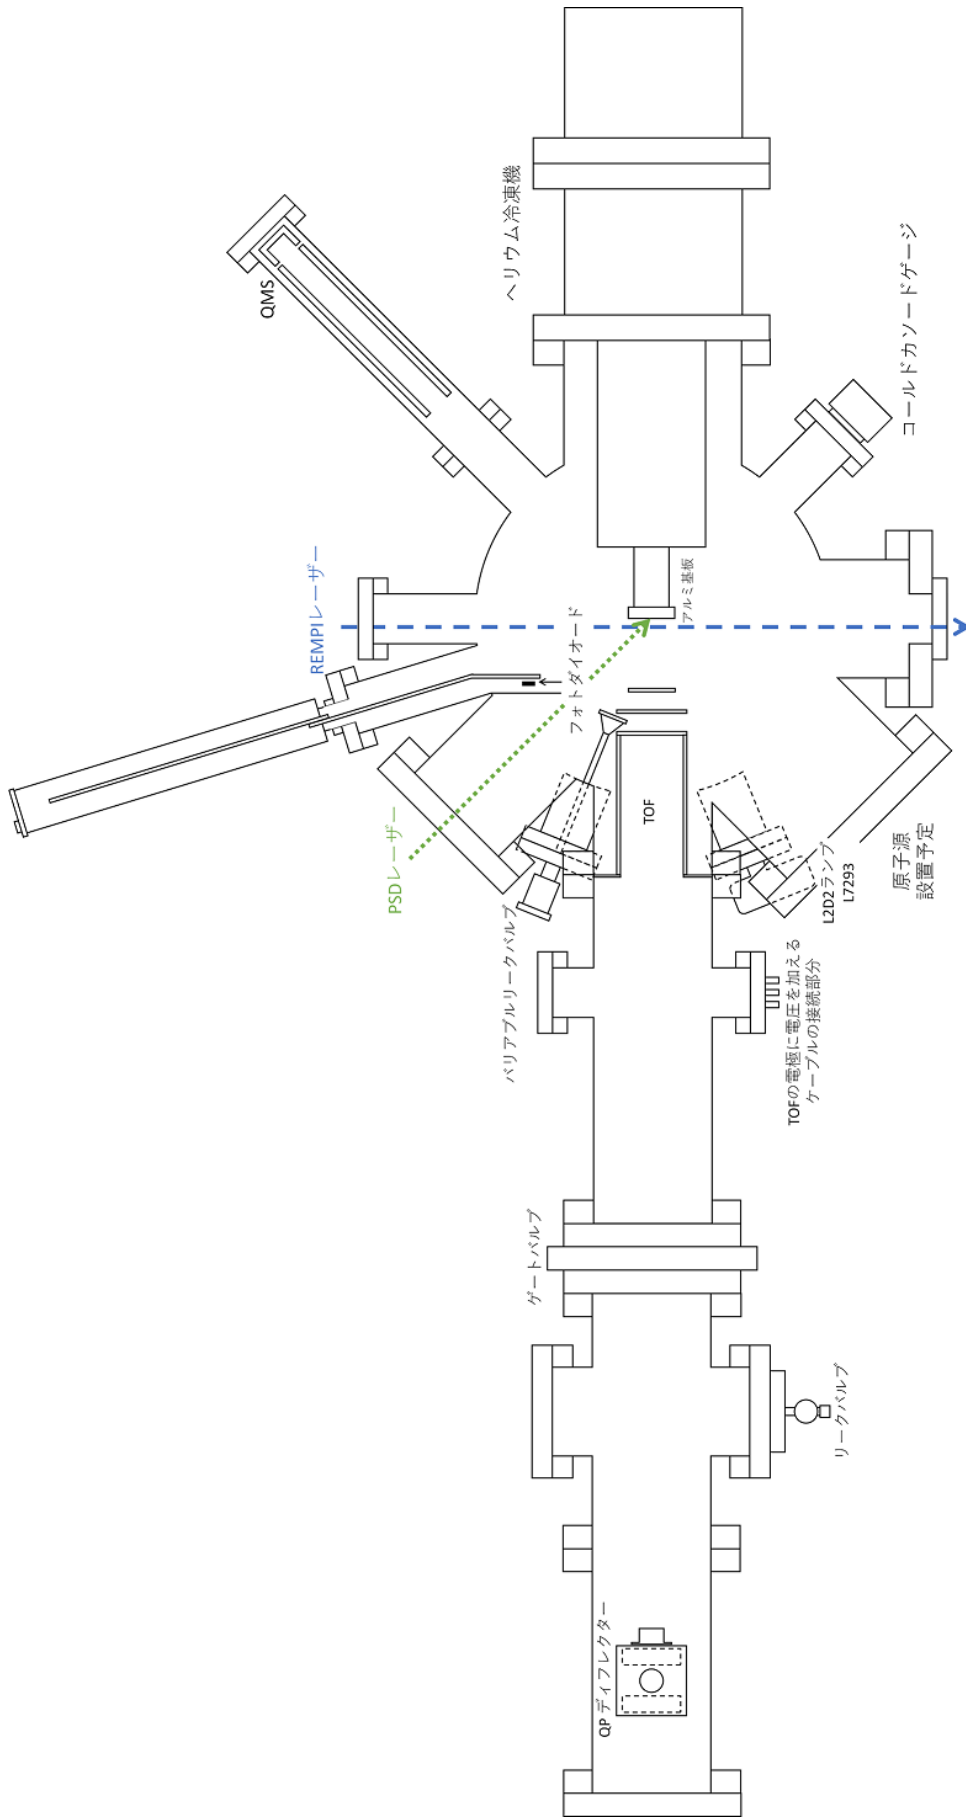 ヘリウム冷凍機
QMS
コールドカソードゲージ
REMPIレーザー
アルミ基板
フォトダイオード
PSDレーザー
TOF
バリアブルリークバルブ
L2D2ランプ
L7293
原子源
設置予定
TOFの電極に電圧を加える
ケーブルの接続部分
ゲートバルブ
リークバルブ
QP ディフレクター